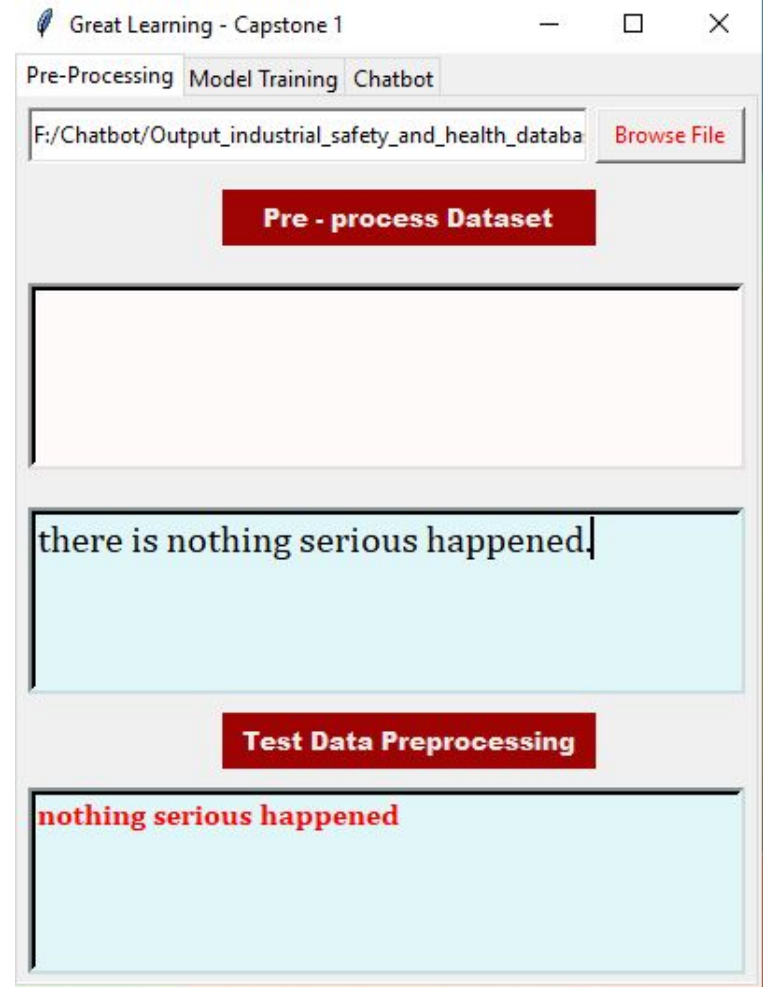 Great Learning - Capstone 1
Pre-Processing Model Training Chatbot
F:/Chatbot/Output_industrial_safety_and_health_databa Browse File
Pre - process Dataset
there is nothing serious happened.
Test Data Preprocessing
nothing serious happened